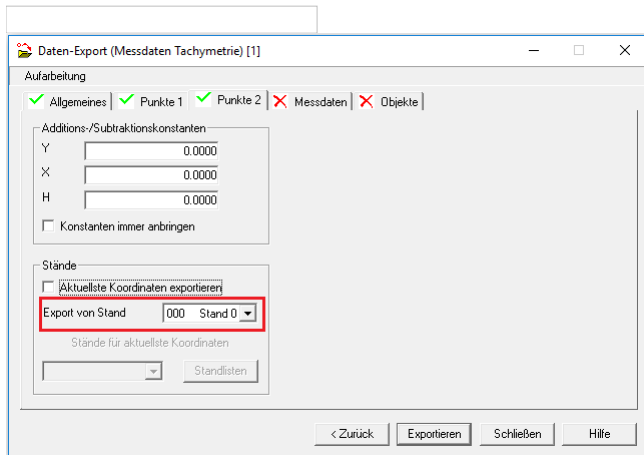 Daten-Export (Messdaten Tachymetrie) [1]
Aufarbeitung
Allgemeines Punkte 1 Punkte 2 Messdaten Objekte
Additions-/Subtraktionskonstanten
Y 0.0000
X 0.0000
H 0.0000
Konstanten immer anbringen
Stände
Aktuellste Koordinaten exportieren
Export von Stand 000 Stand 0
Stände für aktuellste Koordinaten
Standlisten
< Zurück Exportieren Schließen Hilfe